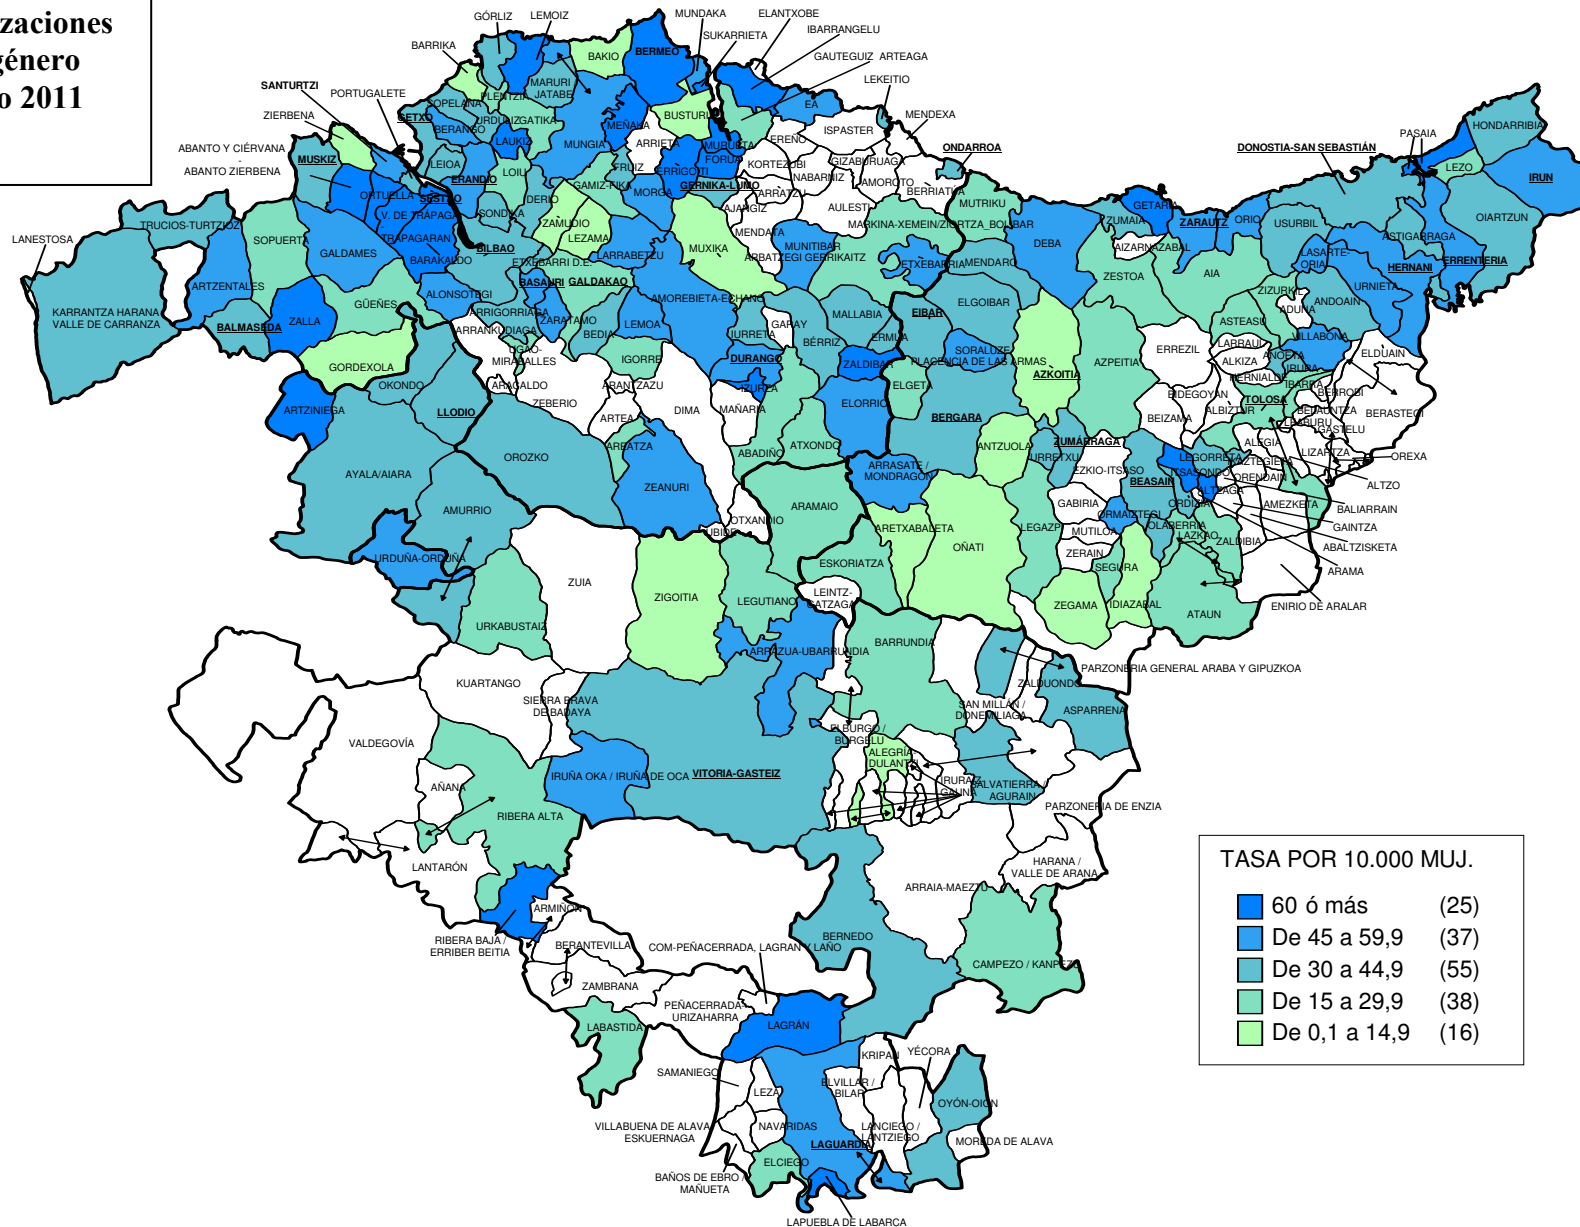 zaciones
género
o 2011
GÓRLIZ
LEMOIZ
MUNDAKA
SUKARRIETA
ELANTXOBE
IBARRANGELU
GAUTEGUIZ ARTEAGA
LEKEITIO
MENDEXA
BARRIKA
BAKIO
BERMEO
SANTURTZI
PORTUGALETE
ZIERBENA
SOPELANA
PLENTZIA
MARURI
JATABE
GETXO
BERANGO
URDULIZ
GATIKA
BUSTURIA
EA
ISPASTER
EREÑO
ABANTO Y CIÉRVANA
-
ABANTO ZIERBENA
MUSKIZ
LAUKIZ
MUNGIA
MEÑAKA
ARRIETA
MURUETA
FORUA
KORTEZUBI
GIZABURUAGA
NABARNIZ
AMOROTO
BERRIATÚA
ONDARROA
DONOSTIA-SAN SEBASTIÁN
PASAIA
HONDARRIBIA
LEZO
IRUN
LEIOA
ERANDIO
LOIU
FRUIZ
GAMIZ-FIKA
ERRIGOITI
MORGA
GERNIKA-LUMO
ARRATZU
AJANGIZ
AULESTI
MUTRIKU
ORTUELLA
SESTAO
V. DE TRÁPAGA
TRAPAGARAN
SONDIKA
DERIO
ZAMUDIO
LEZAMA
MENDATA
MARKINA-XEMEIN/ZIORTZA_BOLIBAR
GETARIA
ZUMAIA
ZARAUTZ
ORIO
USURBIL
OIARTZUN
LANESTOSA
TRUCIOS-TURTZIOZ
SOPUERTA
GALDAMES
BARAKALDO
BILBAO
ETXEBARRI D.E.
LARRABETZU
MUXIKA
MUNITIBAR
ARBATZEGI GERRIKAITZ
ETXEBARRIA
MENDARO
DEBA
AIZARNAZABAL
ZESTOA
AIA
LASARTE-
ORIA
ASTIGARRAGA
HERNANI
ERRENTERIA
ARTZENTALES
KARRANTZA HARANA
VALLE DE CARRANZA
BALMASEDA
ZALLA
GÜEÑES
ALONSOTEGI
BASAURI
GALDAKAO
AMOREBIETA-ECHANO
ZIZURKIL
URNIETA
ANDOAIN
ADUNA
ARRIGORRIAGA
ARRANKUDIAGA
ZARATAMO
BEDIA
LEMOA
IURRETA
GARAY
MALLABIA
ERMUA
EIBAR
ELGOIBAR
ASTEASU
VILLABONA
GORDEXOLA
UGAO-
MIRABALLES
IGORRE
DURANGO
BÉRRIZ
ZALDIBAR
SORALUZE
PLACENCIA DE LAS ARMAS
AZKOITIA
AZPEITIA
ERREZIL
LARRAUL
ALKIZA
ANOETA
IRURA
ELDUAIN
HERNIALDE
IBARRA
BERROBI
OKONDO
ARTZINIEGA
LLODIO
ARAGALDO
ZEBERIO
ARANTZAZU
ARTEA
DIMA
MAÑARIA
IZURZA
ELORRIO
ELGETA
BERGARA
BEIZAMA
BIDEGOYAN
ALBIZTUR
TOLOSA
BELAUNTZA
LEABURU
GASTELU
BERASTEGI
AYALA/AIARA
OROZKO
AREATZA
ABADIÑO
ATXONDO
ANTZUOLA
ZUMÁRRAGA
URRETXU
EZKIO-ITSASO
ALEGIA
LIZARTZA
OREXA
ZEANURI
ARRASATE /
MONDRAGÓN
LEGORRETA
ITSASONDO
BEASAIN
ORENDAIN
ALTZO
AMURRIO
OTXANDIO
UBIDE
ARAMAIO
ARETXABALETA
OÑATI
LEGAZPI
GABIRIA
ORMAIZTEGI
ALTZAGA
ORDIZIA
AMEZKETA
BALIARRAIN
GAINTZA
URDUÑA-ORDUÑA
ESKORIATZA
MUTILOA
ZERAIN
OLABERRIA
LAZKAO
ZALDIBIA
ABALTZISKETA
ARAMA
ZUIA
ZIGOITIA
LEGUTIANO
LEINTZ-
GATZAGA
SEGURA
ZEGAMA
IDIAZABAL
ATAUN
ENIRIO DE ARALAR
URKABUSTAIZ
ARRAZUA-UBARRUNDIA
BARRUNDIA
PARZONERIA GENERAL ARABA Y GIPUZKOA
KUARTANGO
SIERRA BRAVA
DE BADAYA
ZALDUONDO
ASPARRENA
SAN MILLÁN /
DONEMILIAGA
VALDEGOVÍA
ELBURGO /
BURGELU
ALEGRÍA-
DULANTZI
AÑANA
IRUÑA OKA / IRUÑA DE OCA
VITORIA-GASTEIZ
IRURAIZ-
GAUNA
SALVATIERRA /
AGURAIN
RIBERA ALTA
PARZONERIA DE ENZIA
LANTARÓN
HARANA /
VALLE DE ARANA
ARRAIA-MAEZTU
ARMIÑON
RIBERA BAJA /
ERRIBER BEITIA
BERANTEVILLA
COM-PEÑACERRADA, LAGRAN Y LAÑO
BERNEDO
CAMPEZO / KANPEZU
ZAMBRANA
PEÑACERRADA-
URIZAHARRA
LABASTIDA
LAGRÁN
SAMANIEGO
LEZA
KRIPAN
YÉCORA
ELVILLAR /
BILAR
OYÓN-OION
VILLABUENA DE ALAVA /
ESKUERNAGA
NAVARIDAS
LAGUARDIA
LANCIEGO /
LANTZIEGO
MOREDA DE ALAVA
BAÑOS DE EBRO /
MAÑUETA
ELCIEGO
LAPUEBLA DE LABARCA
TASA POR 10.000 MUJ.
60 ó más (25)
De 45 a 59,9 (37)
De 30 a 44,9 (55)
De 15 a 29,9 (38)
De 0,1 a 14,9 (16)